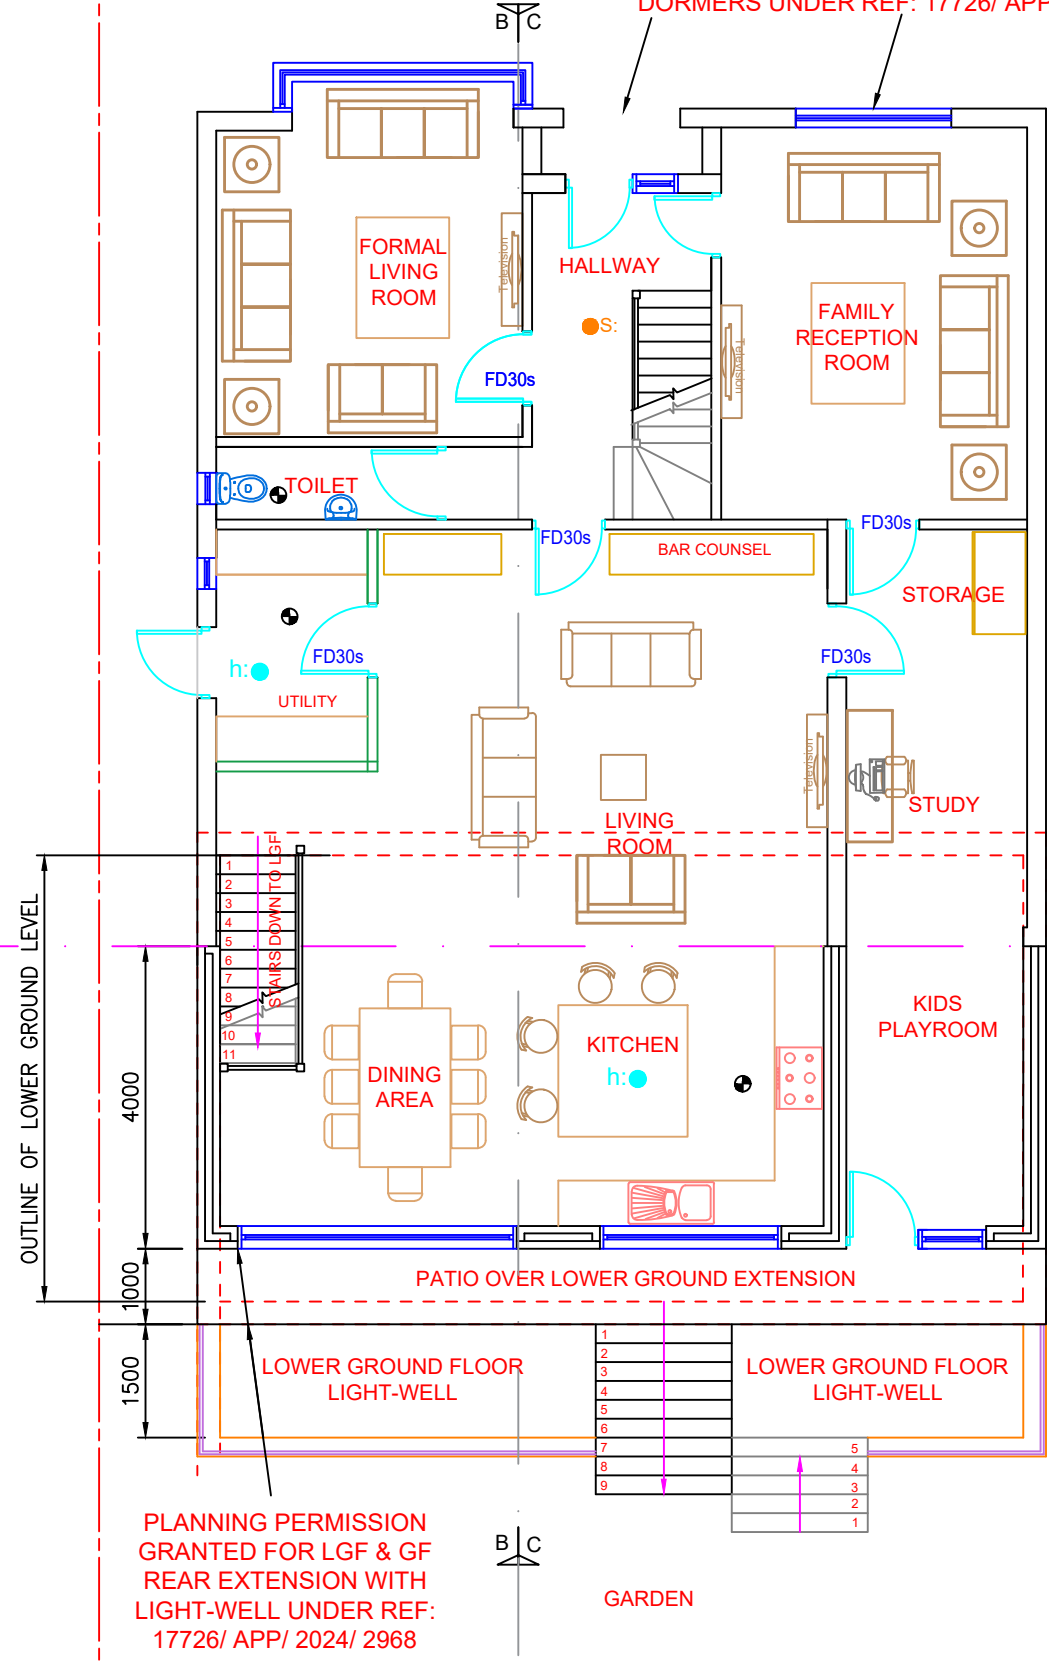 DORMERS UNDER REF: 17726/ APP
B C
FORMAL
LIVING
ROOM
Television
HALLWAY
S:
FAMILY
RECEPTION
ROOM
Television
FD30s
TOILET
FD30s
BAR COUNSEL
FD30s
STORAGE
FD30s
h:
UTILITY
FD30s
Television
STUDY
LIVING
ROOM
OUTLINE OF LOWER GROUND LEVEL
STAIRS DOWN TO LGF
1
2
3
4
5
6
7
8
9
10
11
4000
KIDS
PLAYROOM
KITCHEN
h:
DINING
AREA
1000
PATIO OVER LOWER GROUND EXTENSION
1500
LOWER GROUND FLOOR
LIGHT-WELL
1
2
3
4
5
6
7
8
9
LOWER GROUND FLOOR
LIGHT-WELL
5
4
3
2
1
PLANNING PERMISSION
GRANTED FOR LGF & GF
REAR EXTENSION WITH
LIGHT-WELL UNDER REF:
17726/ APP/ 2024/ 2968
B C
GARDEN